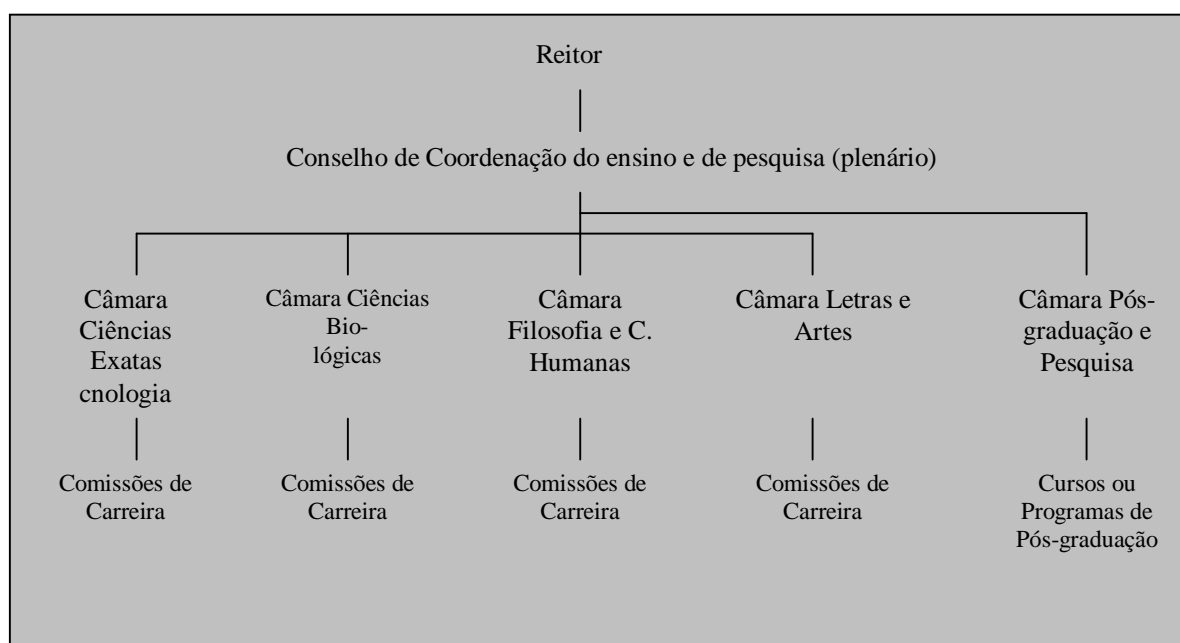 Reitor
Conselho de Coordenação do ensino e de pesquisa (plenário)
Câmara
Ciências
Exatas
cnologia
Câmara Ciências
Bio-
lógicas
Câmara
Filosofia e C.
Humanas
Câmara Letras e
Artes
Câmara Pós-
graduação e
Pesquisa
Comissões de
Carreira
Comissões de
Carreira
Comissões de
Carreira
Comissões de
Carreira
Cursos ou
Programas de
Pós-graduação